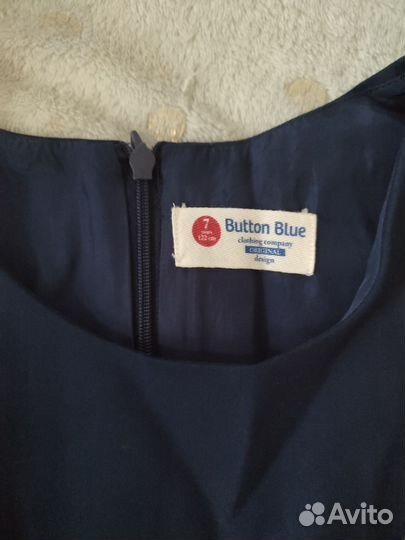 7
years
122 cm
Button Blue
clothing company
ORIGINAL
design
Avito